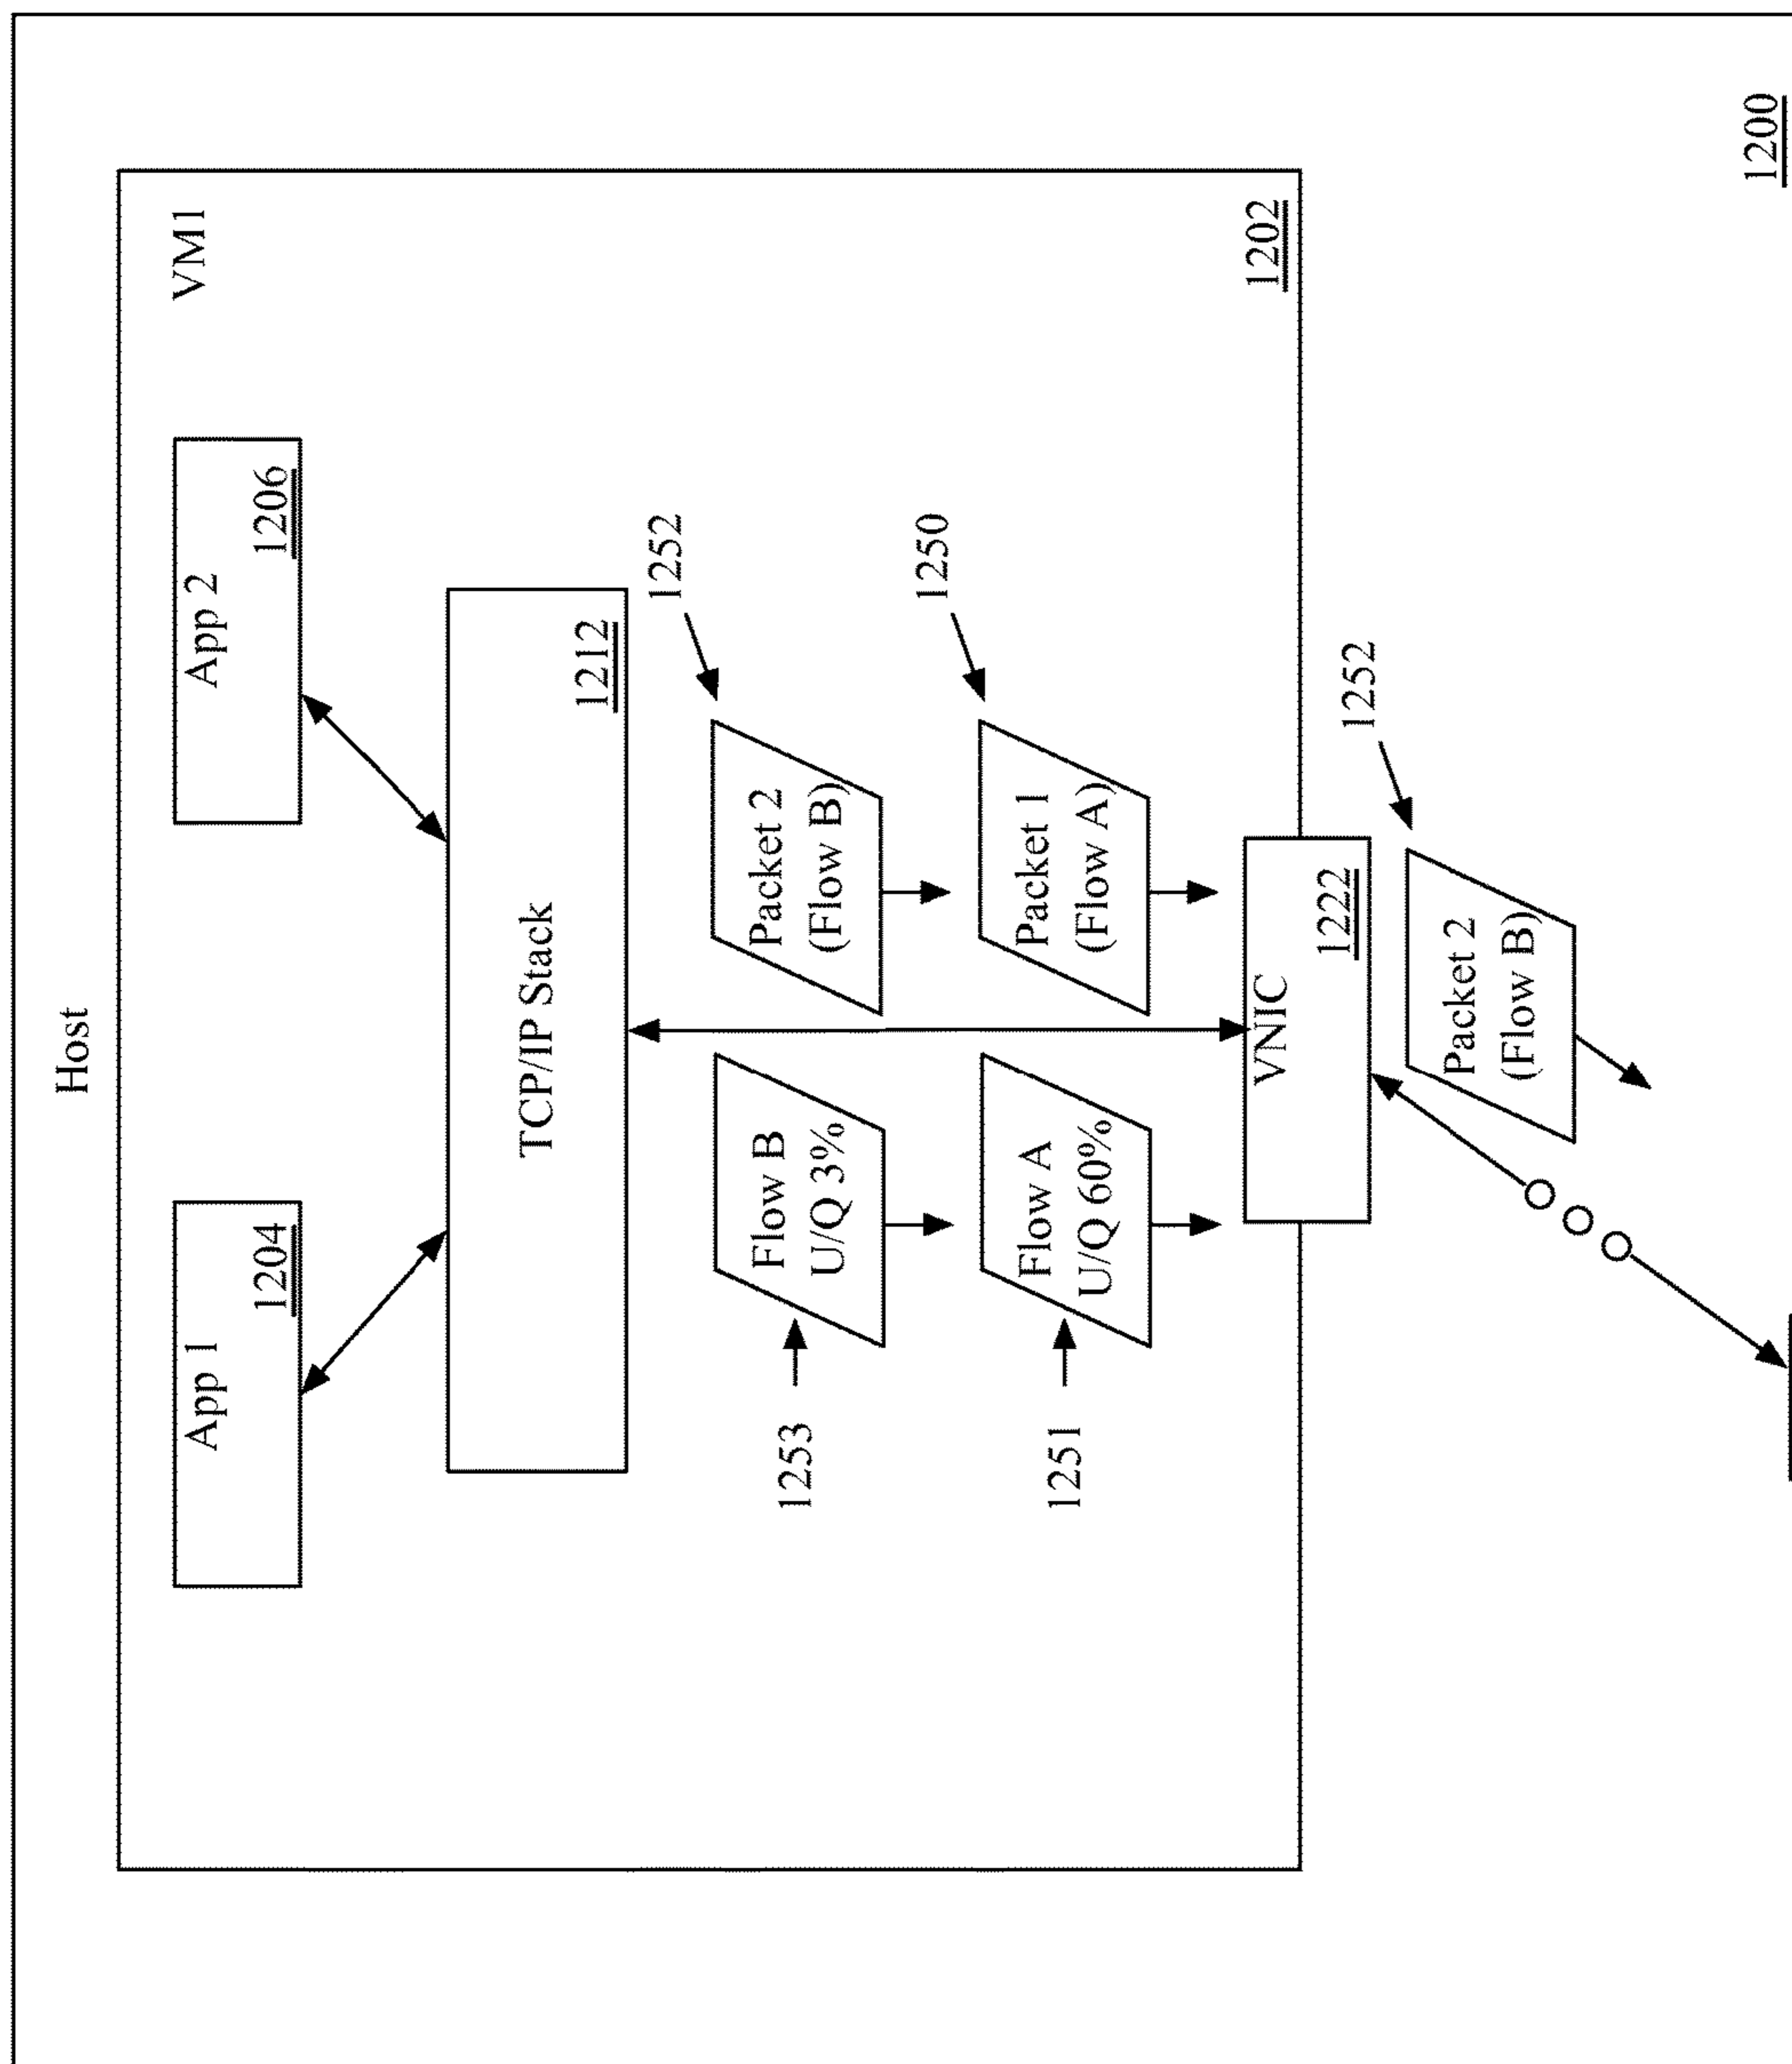 Host
VM1
App 1
1204
App 2
1206
TCP/IP Stack
1212
1253
Flow B
U/Q 3%
Packet 2
(Flow B)
1252
1251
Flow A
U/Q 60%
Packet 1
(Flow A)
1250
VNIC
1222
1202
Packet 2
(Flow B)
1252
1200